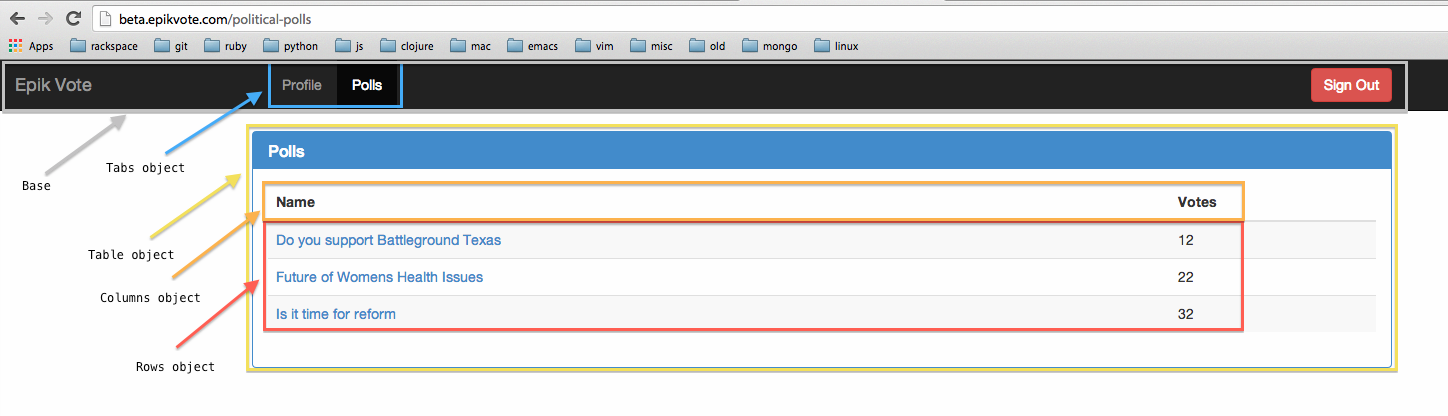 beta.epikvote.com/political-polls
Apps rackspace git ruby python js clojure mac emacs vim misc old mongo linux
Epik Vote Profile Polls Sign Out
Tabs object
Base
Polls
Name Votes
Do you support Battleground Texas 12
Table object
Future of Womens Health Issues 22
Columns object
Is it time for reform 32
Rows object